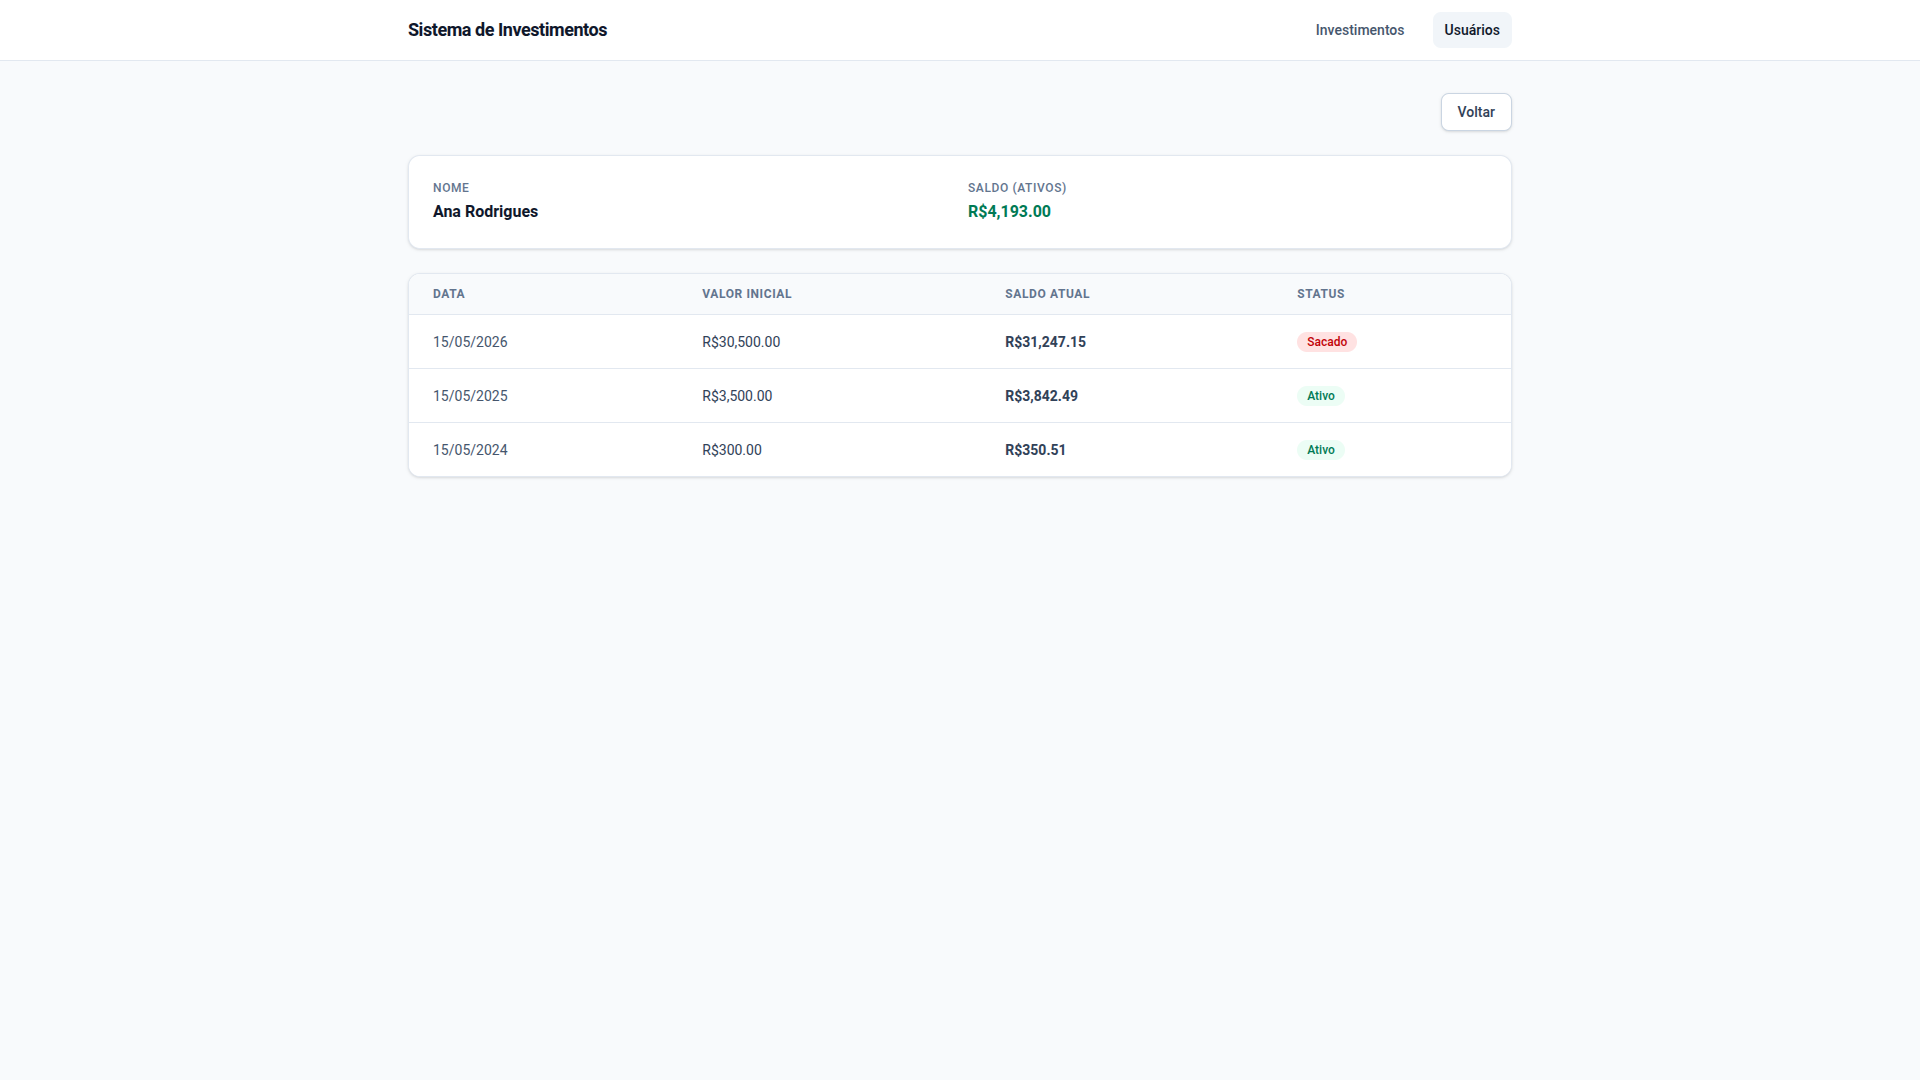 Sistema de Investimentos Investimentos Usuários
Voltar
NOME SALDO (ATIVOS)
Ana Rodrigues R$4,193.00
DATA VALOR INICIAL SALDO ATUAL STATUS
15/05/2026 R$30,500.00 R$31,247.15 Sacado
15/05/2025 R$3,500.00 R$3,842.49 Ativo
15/05/2024 R$300.00 R$350.51 Ativo